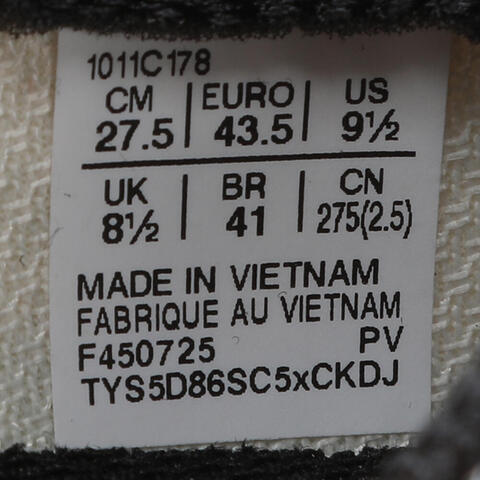 1011C178
CM | EURO | US
27.5 | 43.5 | 9½
UK | BR | CN
8½ | 41 | 275(2.5)
MADE IN VIETNAM
FABRIQUE AU VIETNAM
F450725 PV
TYS5D86SC5xCKDJ